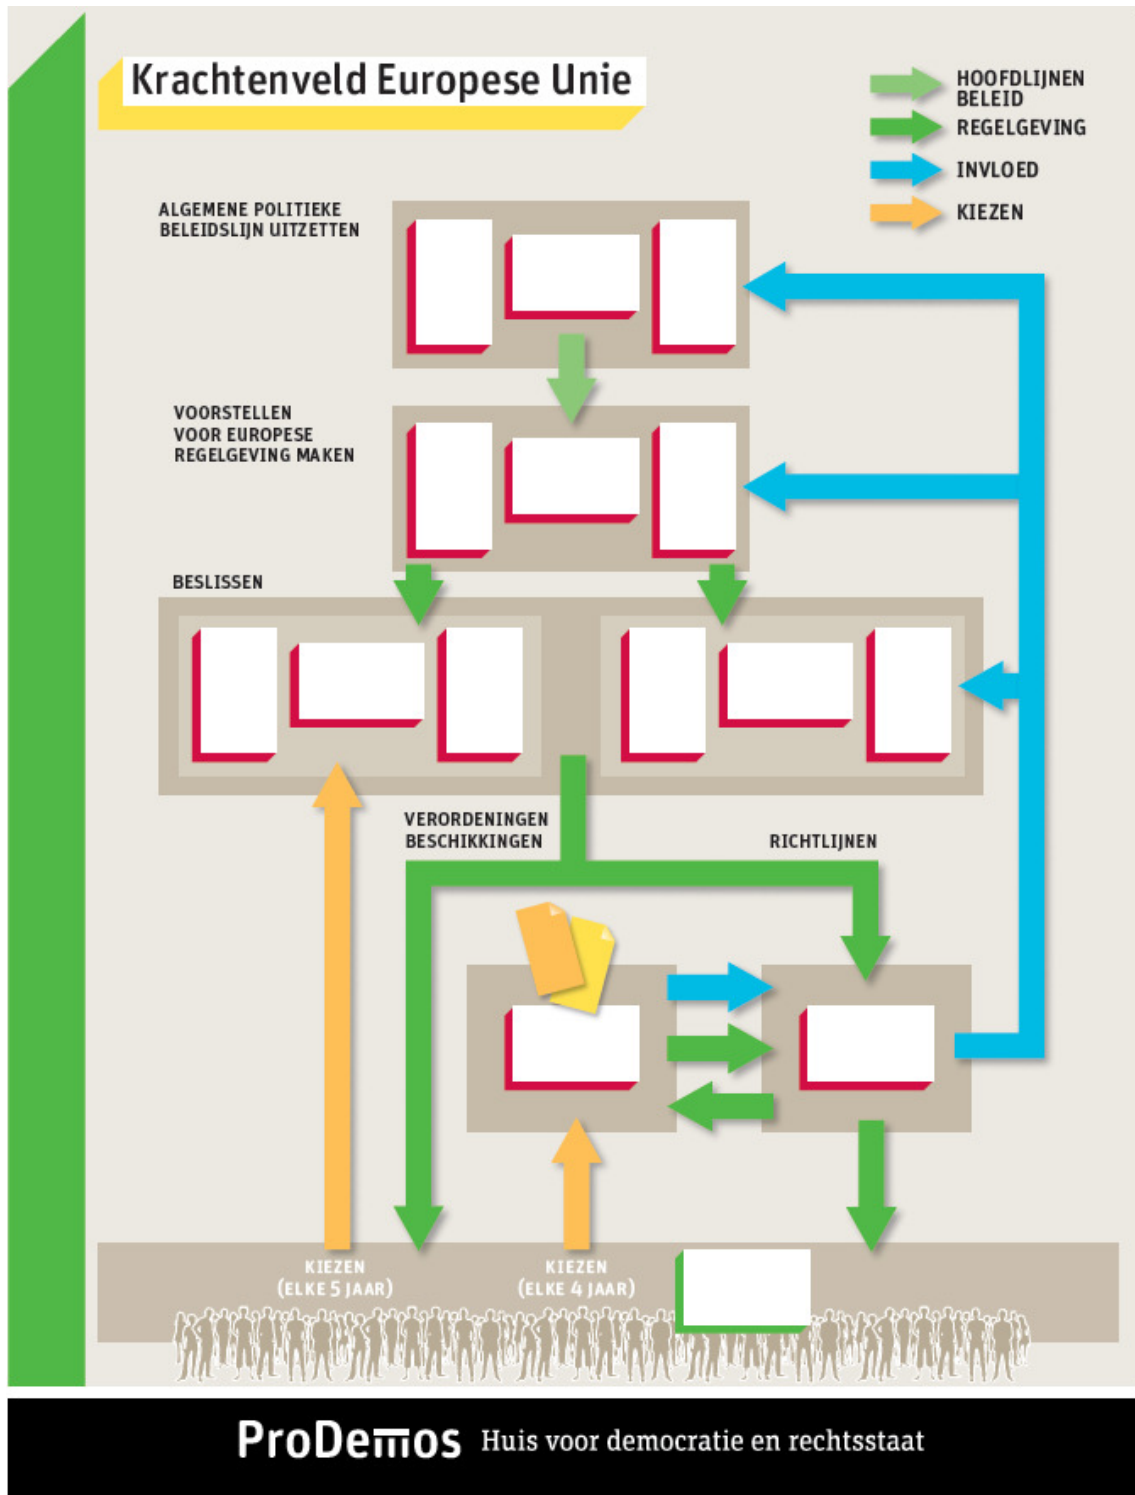 Krachtenveld Europese Unie
HOOFDLIJNEN
BELEID
REGELGEVING
INVLOED
KIEZEN
ALGEMENE POLITIEKE
BELEIDSLIJN UITZETTEN
VOORSTELLEN
VOOR EUROPESE
REGELGEVING MAKEN
BESLISSEN
VERORDENINGEN
BESCHIKKINGEN
RICHTLIJNEN
KIEZEN
(ELKE 5 JAAR)
KIEZEN
(ELKE 4 JAAR)
ProDemos Huis voor democratie en rechtsstaat